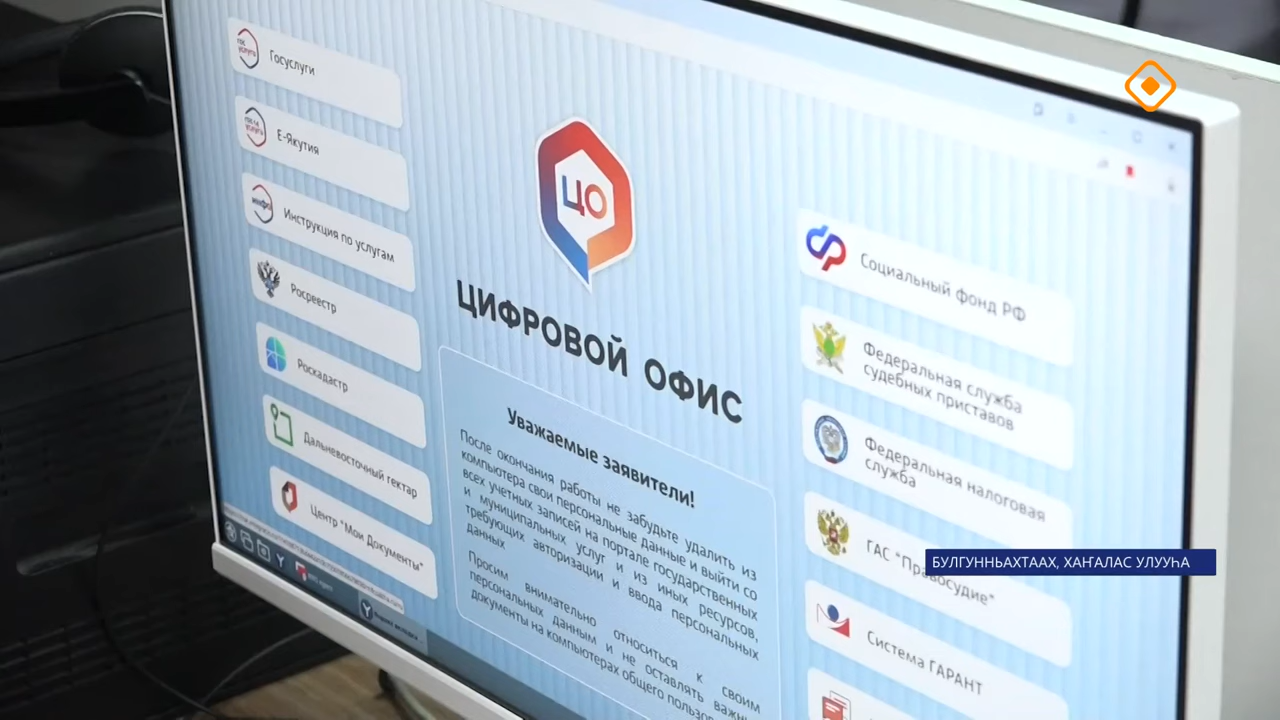 гос
услуги
Госуслуги
Е-Якутия
инфо
Инструкция по услугам
Росреестр
Роскадастр
Дальневосточный гектар
Центр "Мои Документы"
ЦО
ЦИФРОВОЙ ОФИС
Уважаемые заявители!
После окончания работы не забудьте удалить из
компьютера свои персональные данные и выйти со
всех учетных записей на портале государственных
и муниципальных услуг и из иных ресурсов,
требующих авторизации и ввода персональных
данных
Просим внимательно относиться к своим
персональным данным и не оставлять
документы на компьютерах общего
Социальный фонд РФ
Федеральная служба
судебных приставов
Федеральная налоговая
служба
ГАС "Правосудие"
Система ГАРАНТ
БУЛГУННЬАХТААХ, ХАҤАЛАС УЛУУҺА